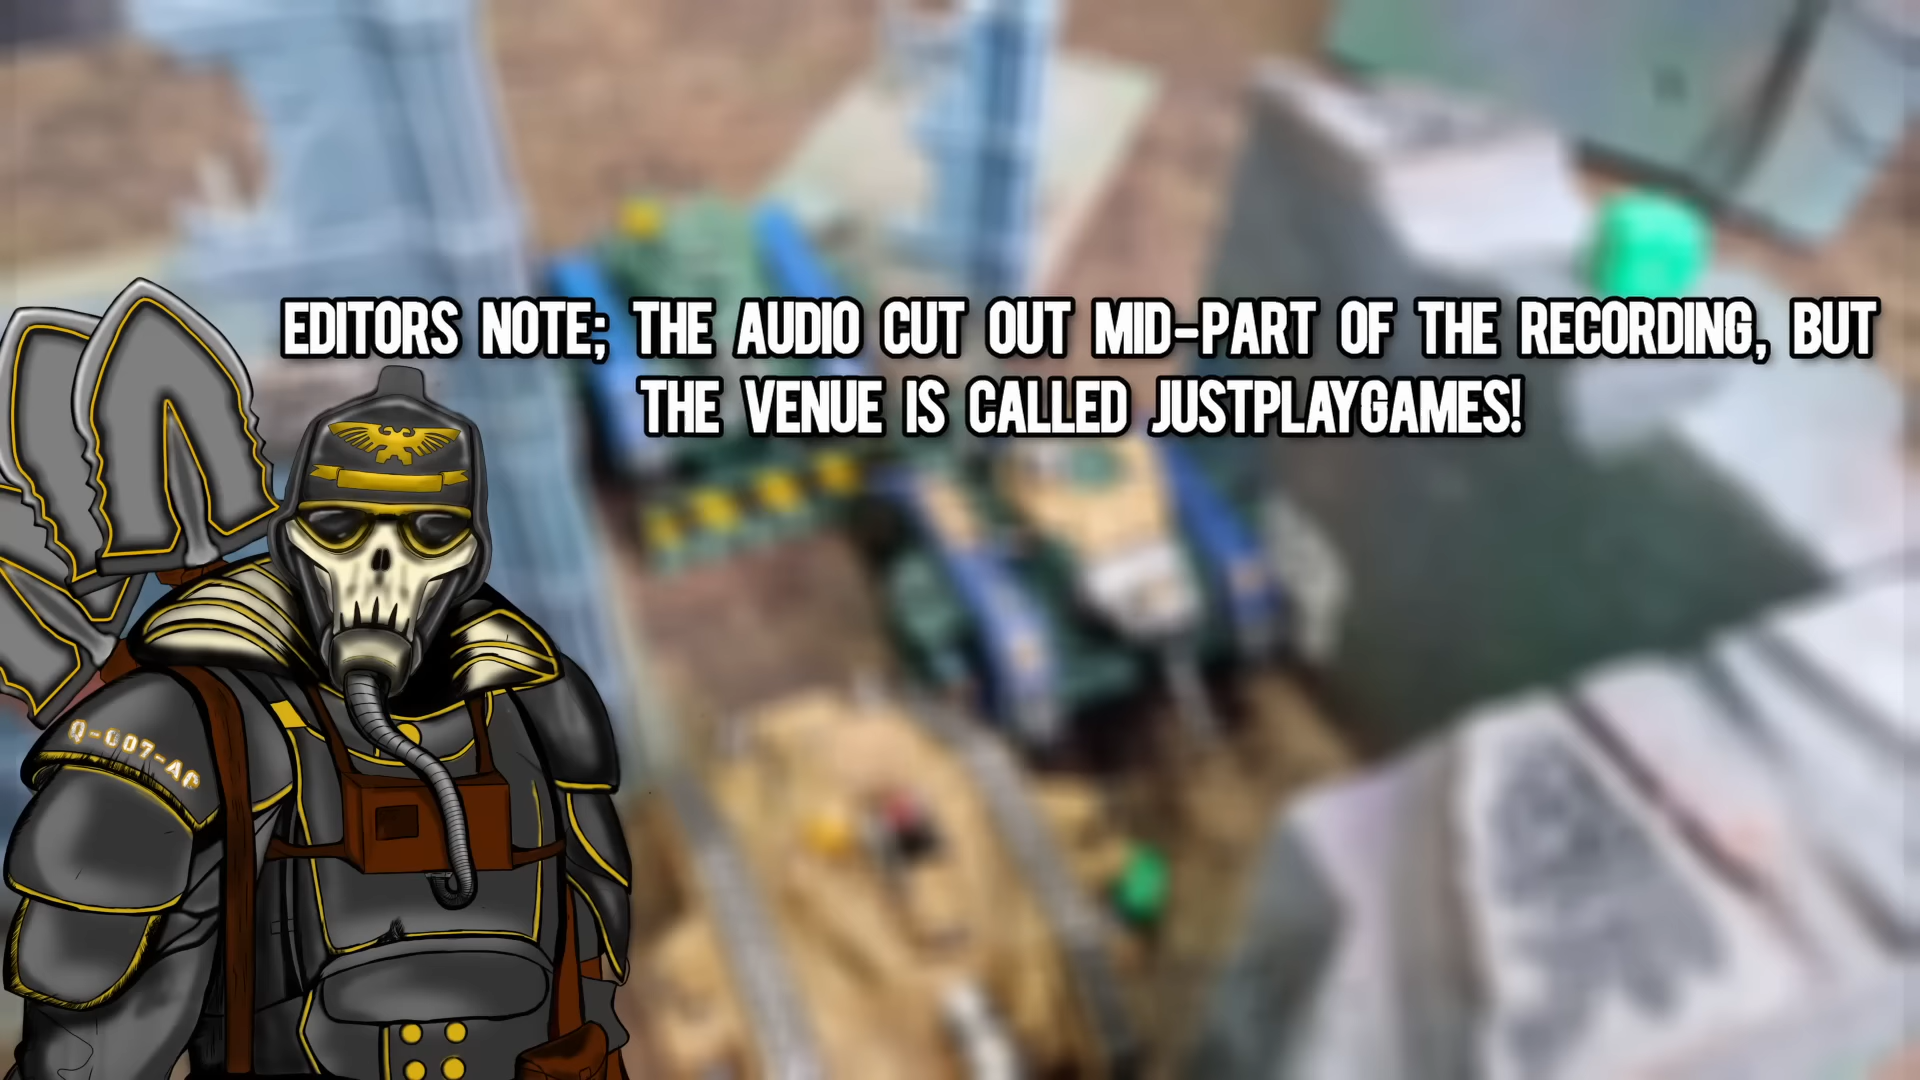 EDITORS NOTE; THE AUDIO CUT OUT MID-PART OF THE RECORDING, BUT
THE VENUE IS CALLED JUSTPLAYGAMES!
Q-007-AC